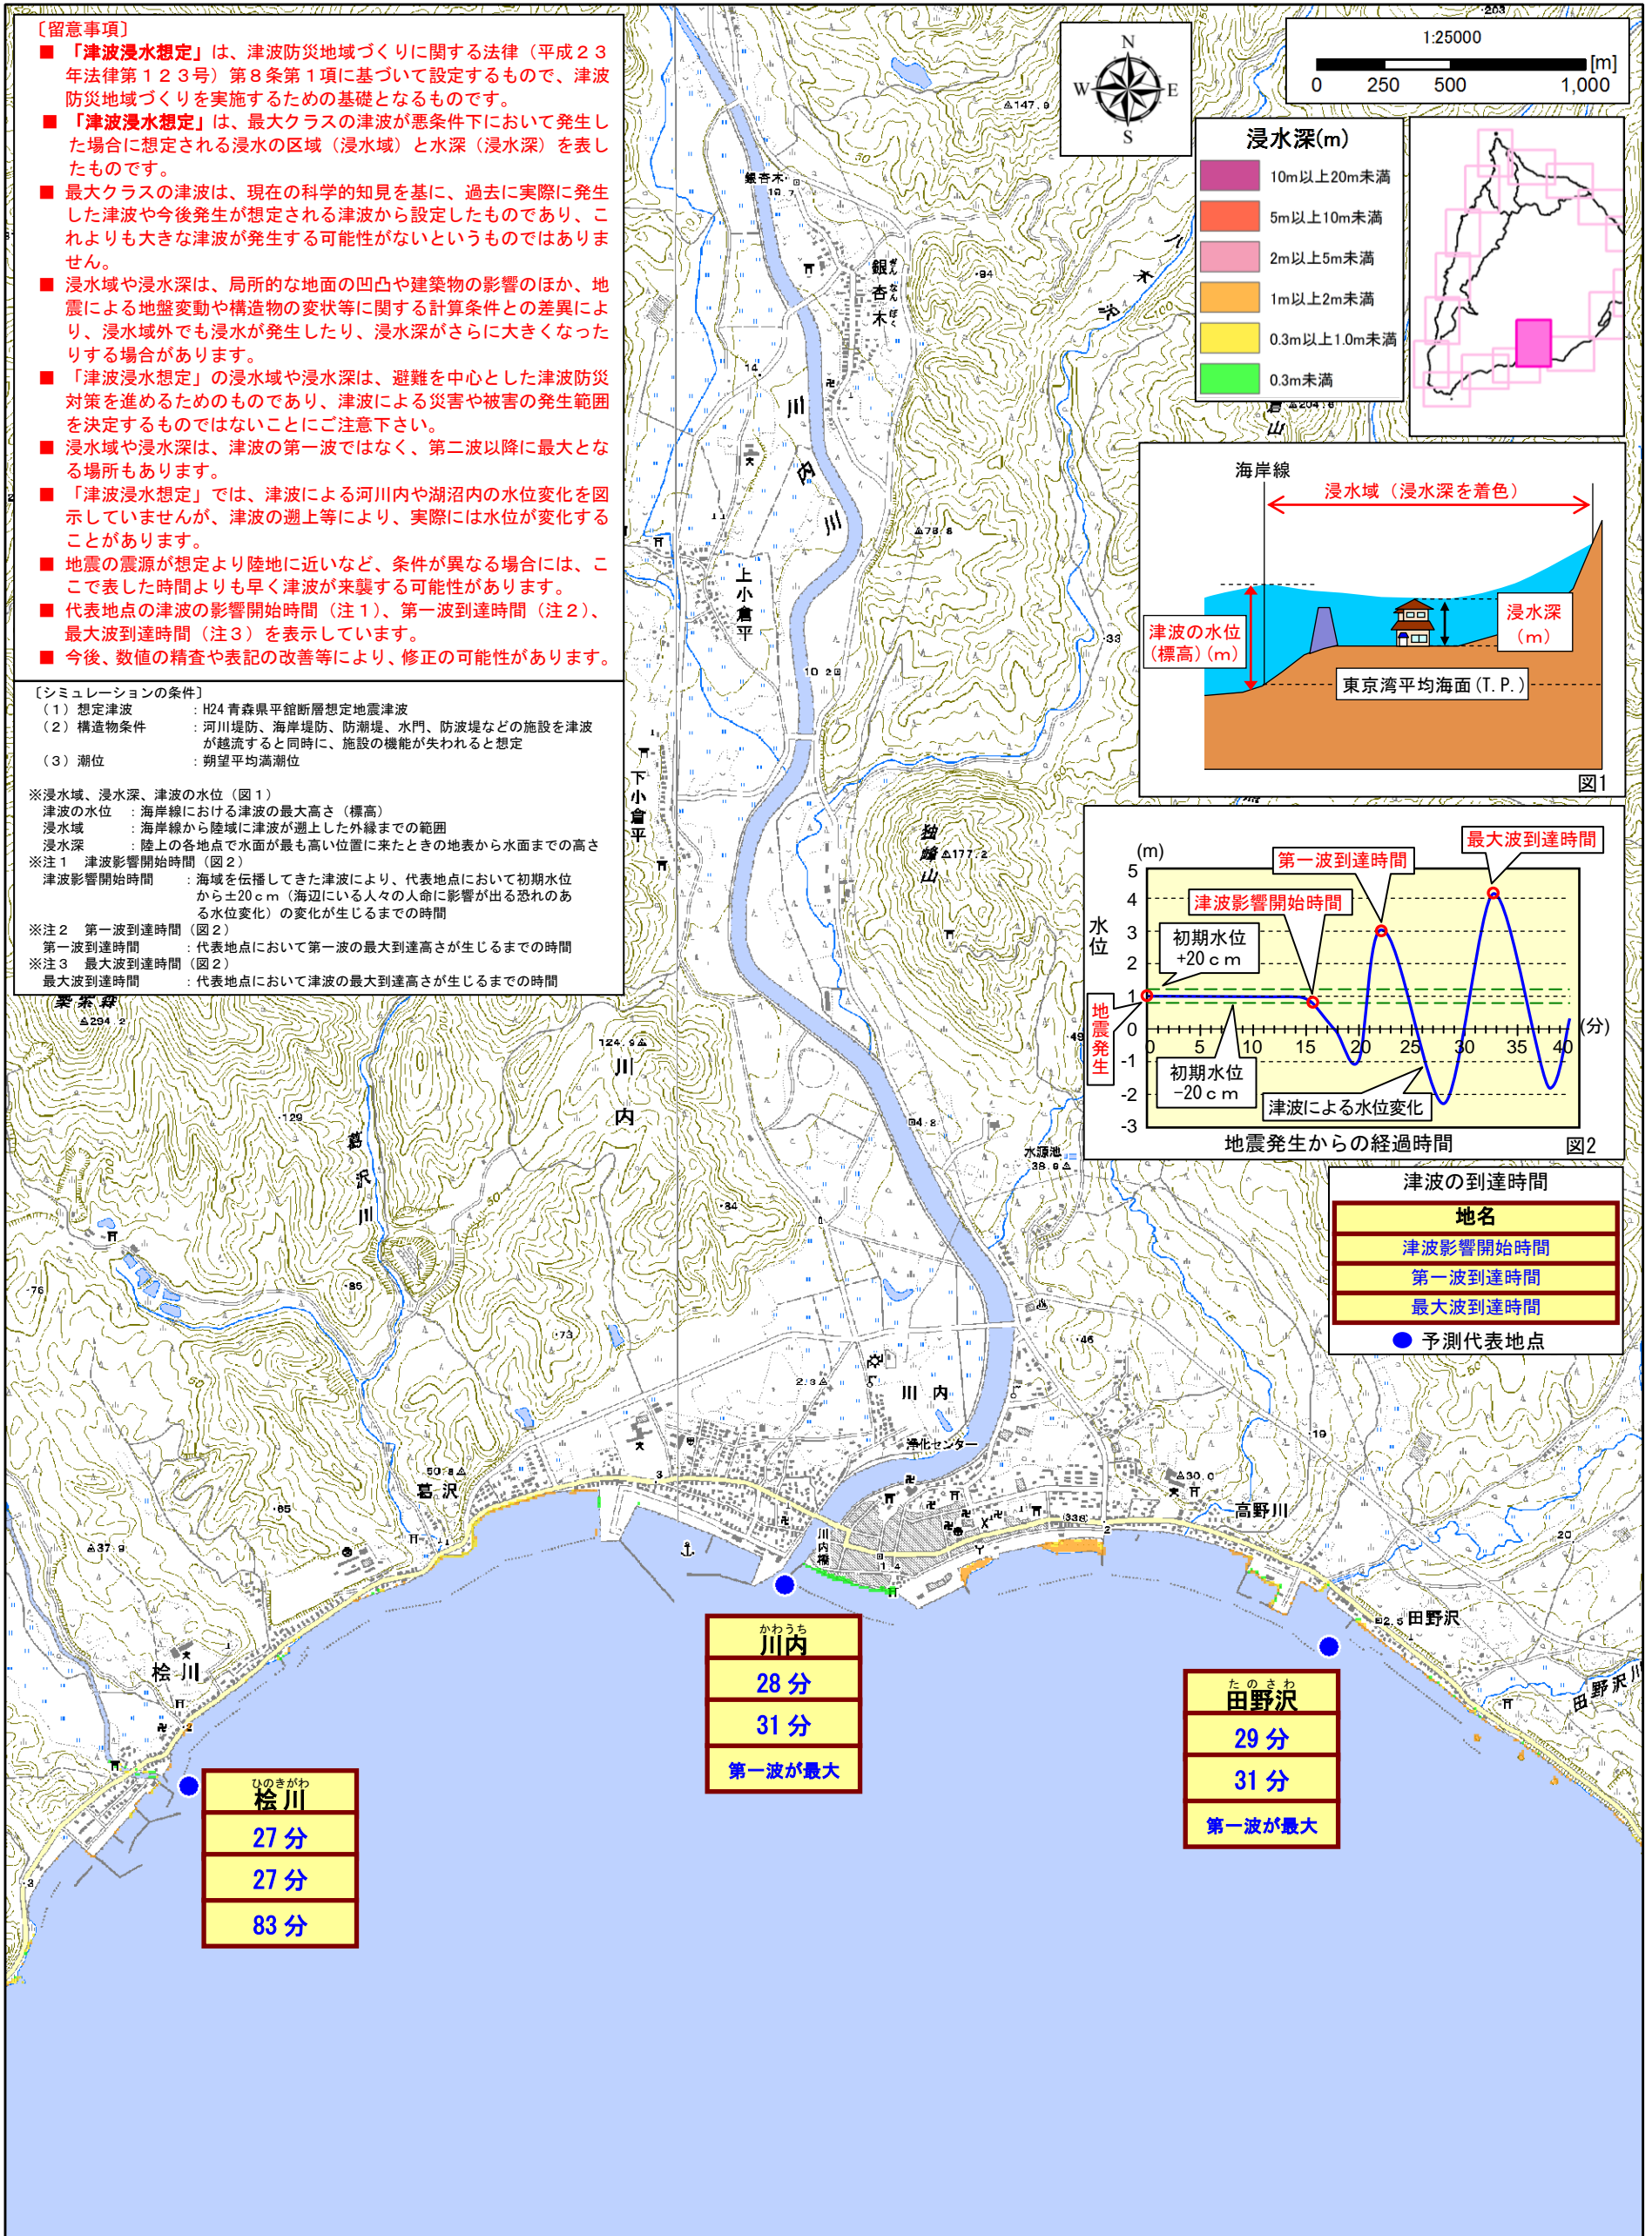 〔留意事項〕
■ 「津波浸水想定」は、津波防災地域づくりに関する法律（平成２３
年法律第１２３号）第８条第１項に基づいて設定するもので、津波
防災地域づくりを実施するための基礎となるものです。
■ 「津波浸水想定」は、最大クラスの津波が悪条件下において発生し
た場合に想定される浸水の区域（浸水域）と水深（浸水深）を表し
たものです。
■ 最大クラスの津波は、現在の科学的知見を基に、過去に実際に発生
した津波や今後発生が想定される津波から設定したものであり、こ
れよりも大きな津波が発生する可能性がないというものではありま
せん。
■ 浸水域や浸水深は、局所的な地面の凹凸や建築物の影響のほか、地
震による地盤変動や構造物の変状等に関する計算条件との差異によ
り、浸水域外でも浸水が発生したり、浸水深がさらに大きくなった
りする場合があります。
■ 「津波浸水想定」の浸水域や浸水深は、避難を中心とした津波防災
対策を進めるためのものであり、津波による災害や被害の発生範囲
を決定するものではないことにご注意下さい。
■ 浸水域や浸水深は、津波の第一波ではなく、第二波以降に最大とな
る場所もあります。
■ 「津波浸水想定」では、津波による河川内や湖沼内の水位変化を図
示していませんが、津波の遡上等により、実際には水位が変化する
ことがあります。
■ 地震の震源が想定より陸地に近いなど、条件が異なる場合には、こ
こで表した時間よりも早く津波が来襲する可能性があります。
■ 代表地点の津波の影響開始時間（注１）、第一波到達時間（注２）、
最大波到達時間（注３）を表示しています。
■ 今後、数値の精査や表記の改善等により、修正の可能性があります。
〔シミュレーションの条件〕
（１）想定津波 ：H24 青森県平舘断層想定地震津波
（２）構造物条件 ：河川堤防、海岸堤防、防潮堤、水門、防波堤などの施設を津波
が越流すると同時に、施設の機能が失われると想定
（３）潮位 ：朔望平均満潮位
※浸水域、浸水深、津波の水位（図１）
津波の水位 ：海岸線における津波の最大高さ（標高）
浸水域 ：海岸線から陸域に津波が遡上した外縁までの範囲
浸水深 ：陸上の各地点で水面が最も高い位置に来たときの地表から水面までの高さ
※注１ 津波影響開始時間（図２）
津波影響開始時間 ：海域を伝播してきた津波により、代表地点において初期水位
から±20ｃｍ（海辺にいる人々の人命に影響が出る恐れのあ
る水位変化）の変化が生じるまでの時間
※注２ 第一波到達時間（図２）
第一波到達時間 ：代表地点において第一波の最大到達高さが生じるまでの時間
※注３ 最大波到達時間（図２）
最大波到達時間 ：代表地点において津波の最大到達高さが生じるまでの時間
N
W E
S
1:25000
[m]
0 250 500 1,000
浸水深(m)
10m以上20m未満
5m以上10m未満
2m以上5m未満
1m以上2m未満
0.3m以上1.0m未満
0.3m未満
海岸線
浸水域（浸水深を着色）
津波の水位
（標高）（m）
浸水深
（m）
東京湾平均海面(T.P.)
図1
(m)
水位
5
4
3
2
1
0
-1
-2
-3
最大波到達時間
第一波到達時間
津波影響開始時間
初期水位
+20ｃｍ
地震発生
初期水位
-20ｃｍ
津波による水位変化
0 5 10 15 20 25 30 35 40
(分)
地震発生からの経過時間
図2
津波の到達時間
地名
津波影響開始時間
第一波到達時間
最大波到達時間
予測代表地点
203
147.9
銀杏木
銀杏木
ぎんなんぼく
94
川内川
78.8
上小倉平
33
10.2
下小倉平
独峰山
177.2
294.2
124.9
川内
129
葛沢川
4.8
水源池
38.9
84
85
76
73
46
2.3
川内
浄化センター
50.8
葛沢
65
37.9
3
川内橋
1.4
(338)
2
30.0
高野川
19
20
2.5
田野沢
田野沢川
桧川
2
3
かわうち
川内
28 分
31 分
第一波が最大
たのさわ
田野沢
29 分
31 分
第一波が最大
ひのきがわ
桧川
27 分
27 分
83 分